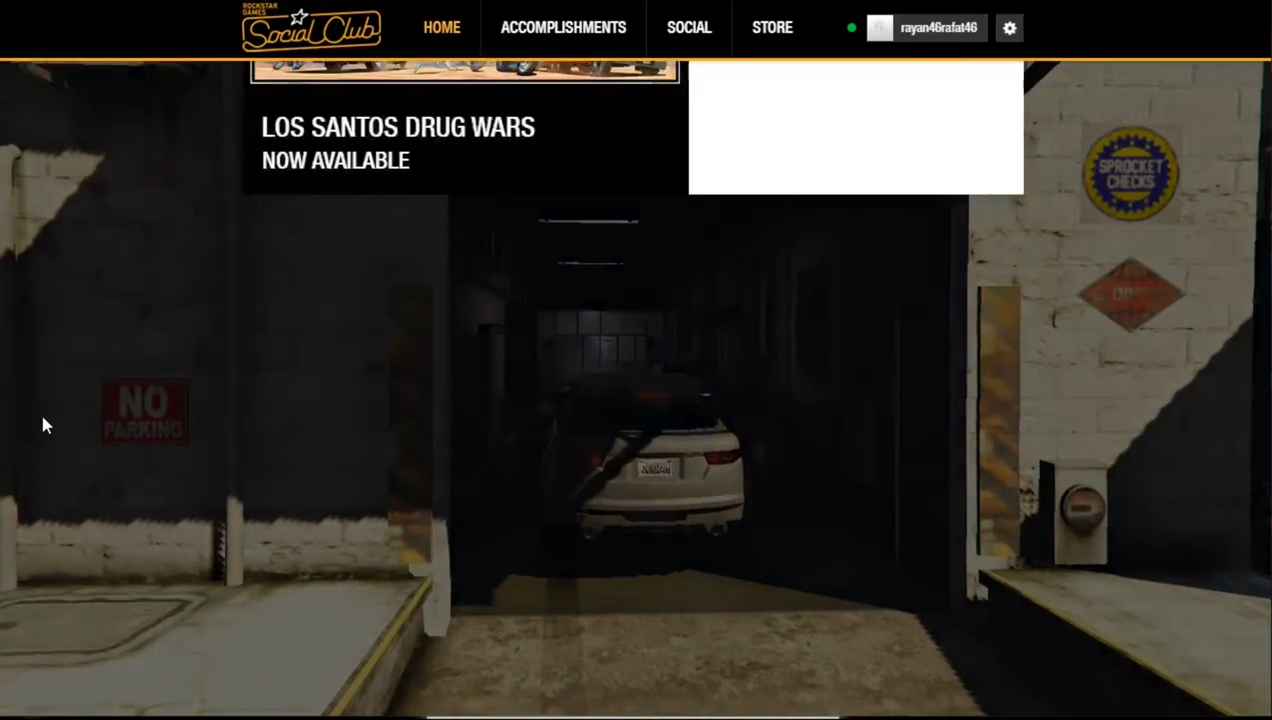 ROCKSTAR
GAMES
Social Club
HOME
ACCOMPLISHMENTS
SOCIAL
STORE
rayan46rafat46
LOS SANTOS DRUG WARS
NOW AVAILABLE
SPROCKET
CHECKS
NO
PARKING